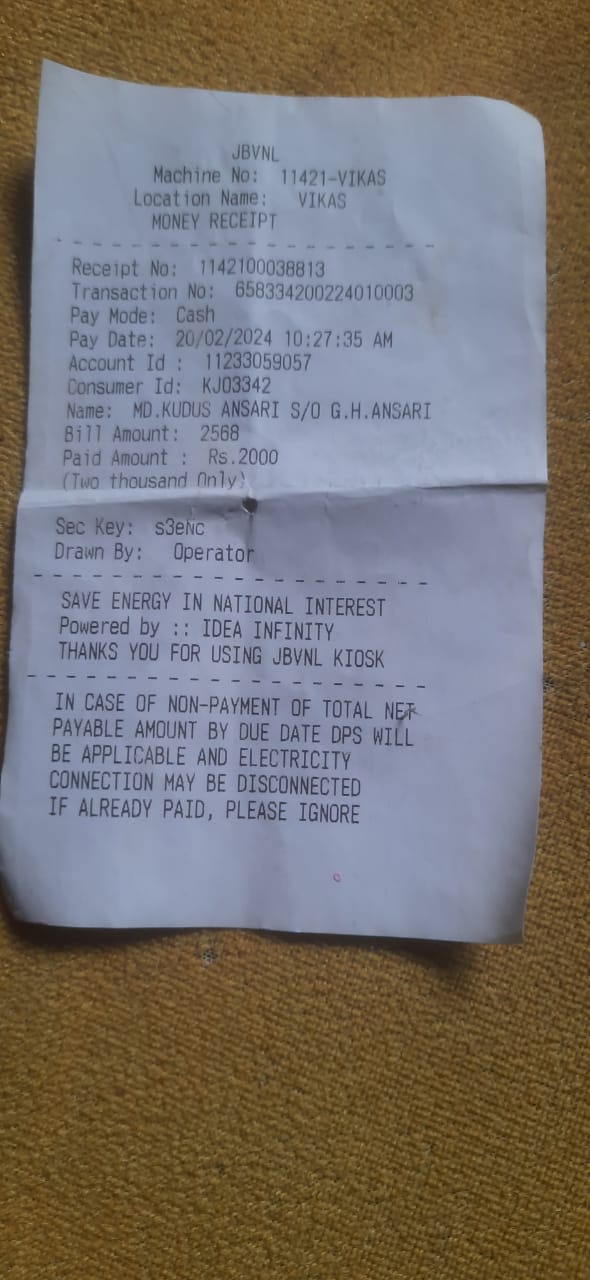 JBVNL
Machine No: 11421-VIKAS
Location Name: VIKAS
MONEY RECEIPT
Receipt No: 1142100038813
Transaction No: 658334200224010003
Pay Mode: Cash
Pay Date: 20/02/2024 10:27:35 AM
Account Id : 11233059057
Consumer Id: KJ03342
Name: MD.KUDUS ANSARI S/O G.H.ANSARI
Bill Amount: 2568
Paid Amount : Rs.2000
(Two thousand Only)
Sec Key: s3eNc
Drawn By: Operator
SAVE ENERGY IN NATIONAL INTEREST
Powered by :: IDEA INFINITY
THANKS YOU FOR USING JBVNL KIOSK
IN CASE OF NON-PAYMENT OF TOTAL NET
PAYABLE AMOUNT BY DUE DATE DPS WILL
BE APPLICABLE AND ELECTRICITY
CONNECTION MAY BE DISCONNECTED
IF ALREADY PAID, PLEASE IGNORE